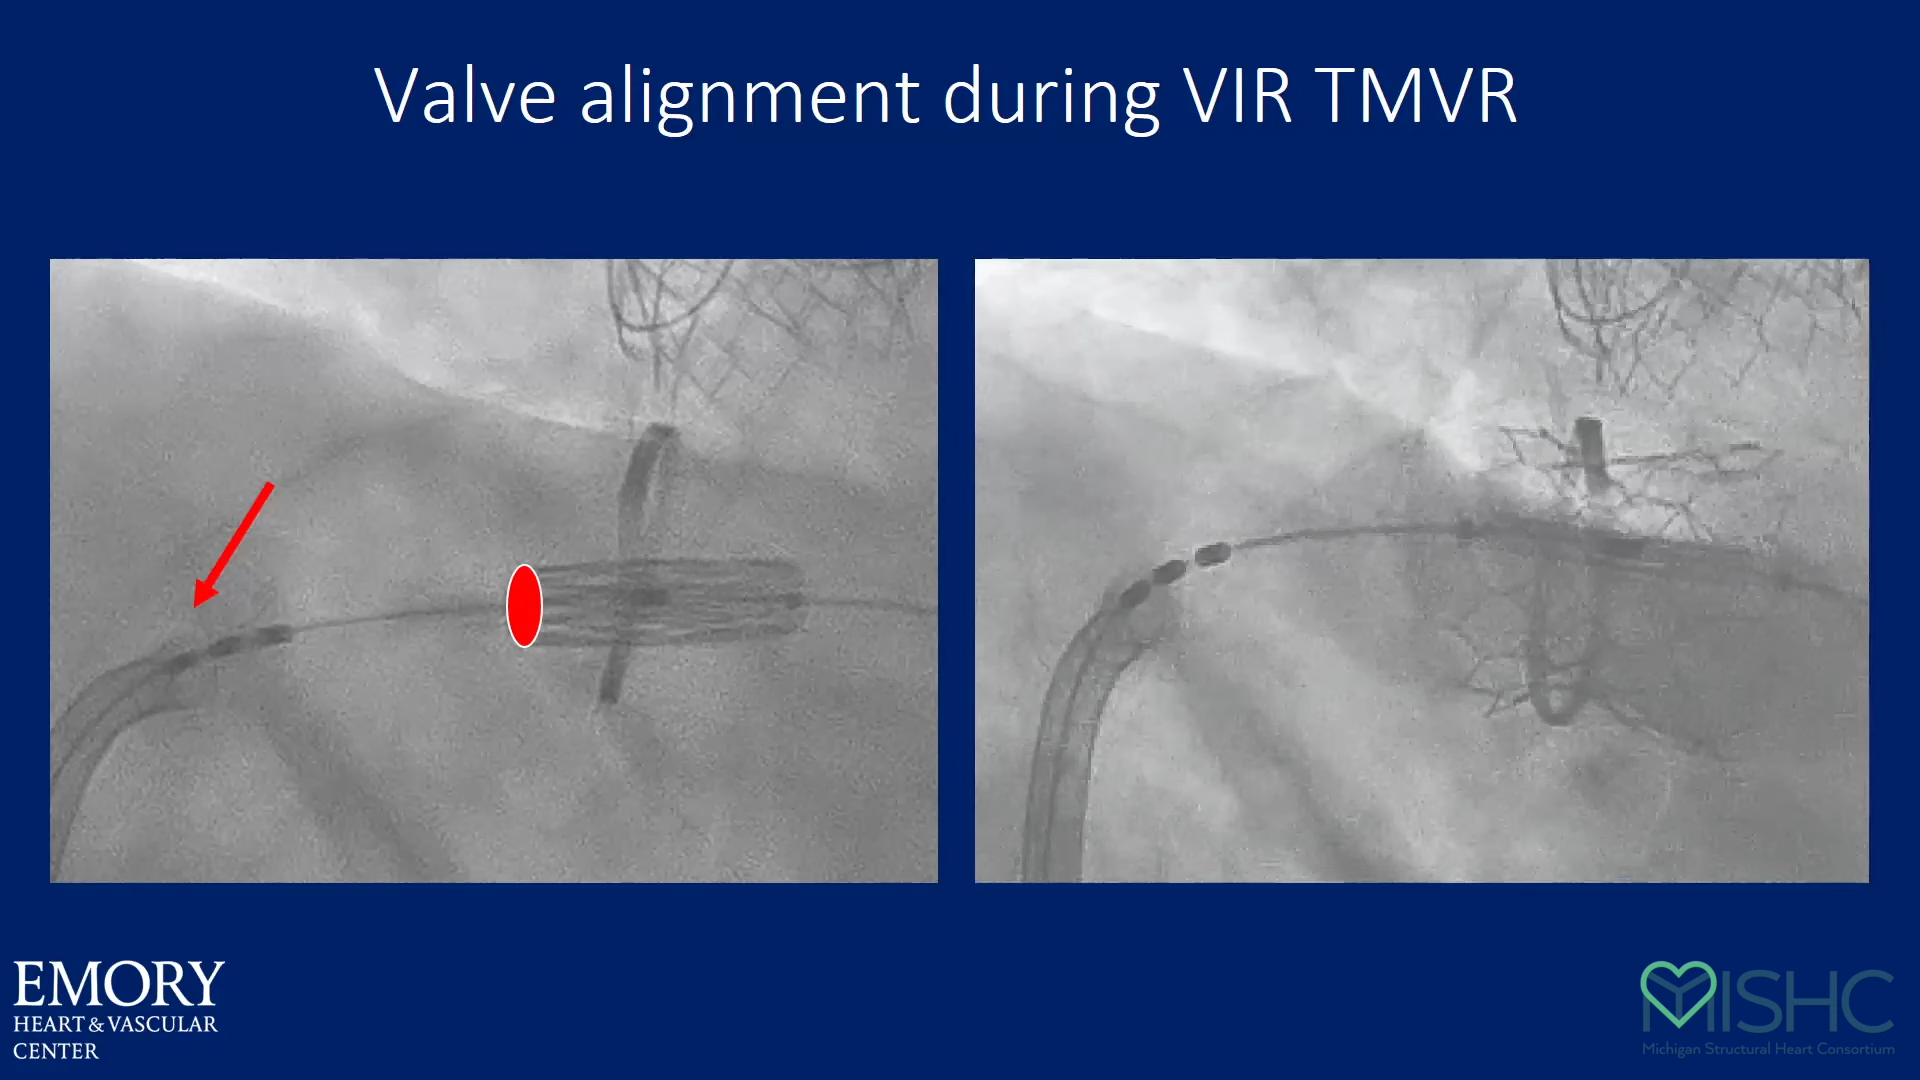 Valve alignment during VIR TMVR
EMORY
HEART & VASCULAR
CENTER
MISHC
Michigan Structural Heart Consortium